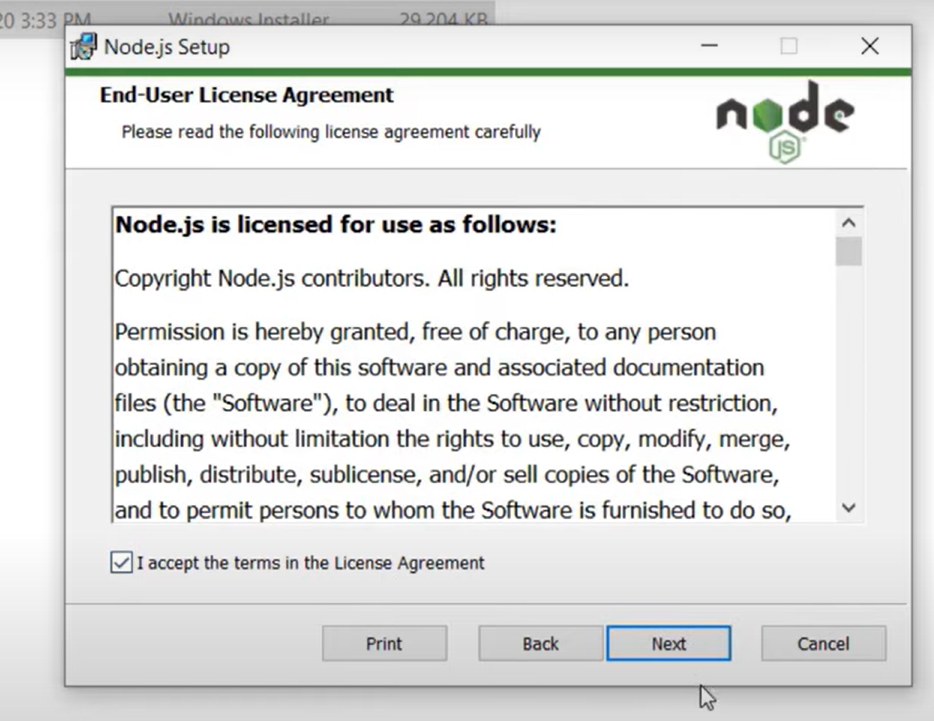 20 3:33 PM Windows Installer 29,204 KB
Node.js Setup
End-User License Agreement
Please read the following license agreement carefully
node
JS
Node.js is licensed for use as follows:
Copyright Node.js contributors. All rights reserved.
Permission is hereby granted, free of charge, to any person
obtaining a copy of this software and associated documentation
files (the "Software"), to deal in the Software without restriction,
including without limitation the rights to use, copy, modify, merge,
publish, distribute, sublicense, and/or sell copies of the Software,
and to permit persons to whom the Software is furnished to do so,
I accept the terms in the License Agreement
Print Back Next Cancel